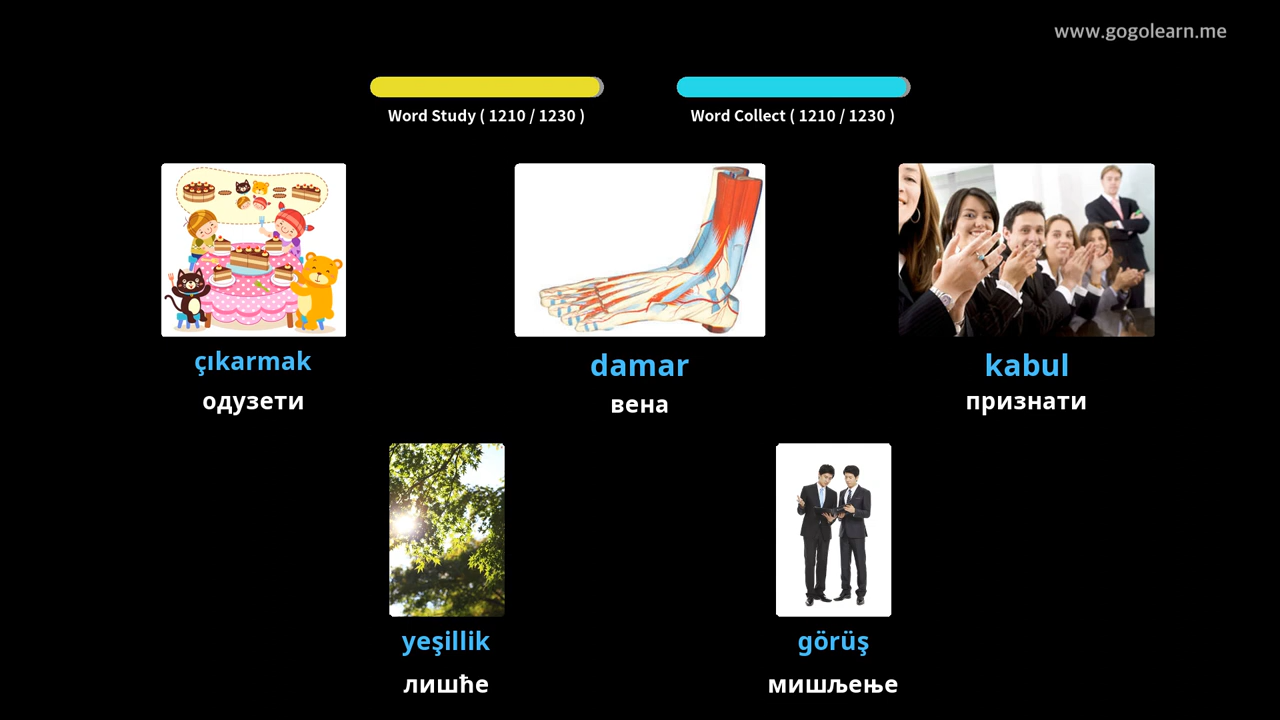 www.gogolearn.me
Word Study ( 1210 / 1230 )
Word Collect ( 1210 / 1230 )
çıkarmak
одузети
damar
вена
kabul
признати
yeşillik
лишће
görüş
мишљење